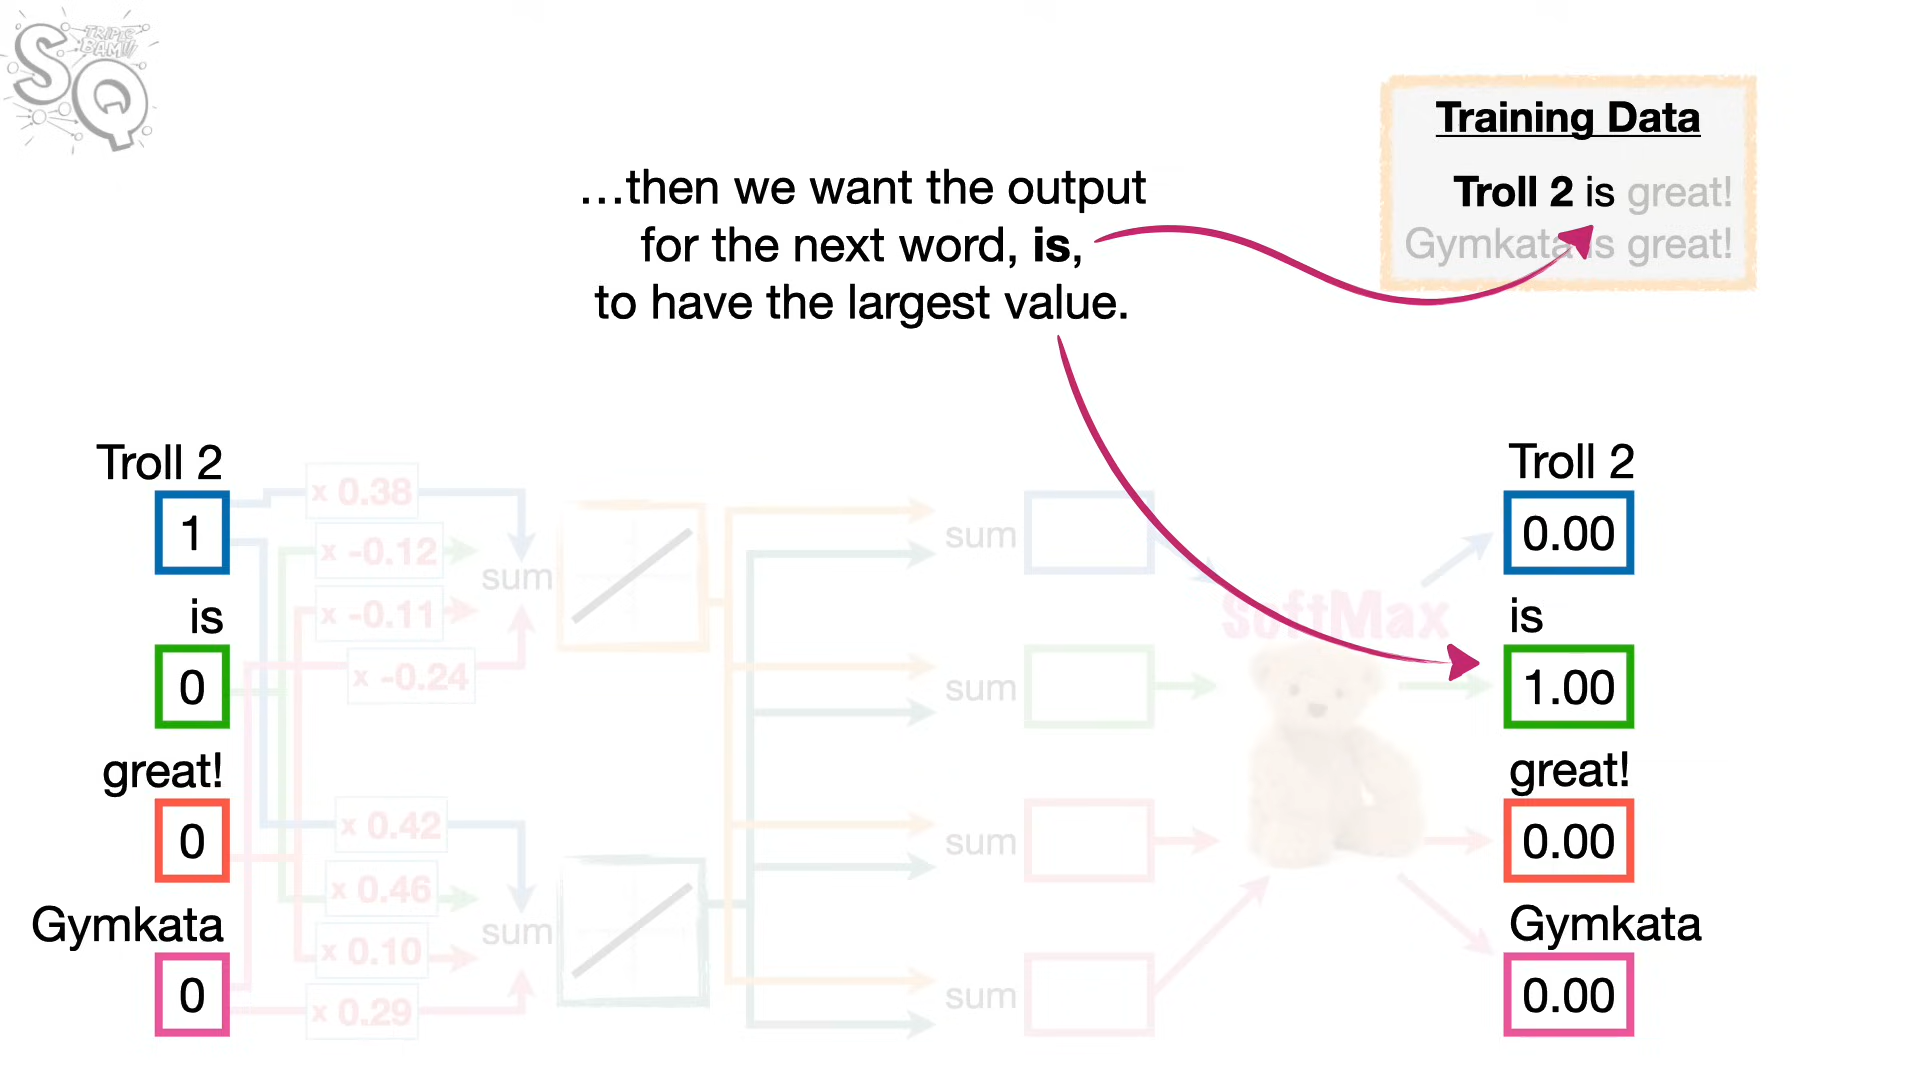 SQ
TRIPLE
BAM!!!
Training Data
Troll 2 is great!
Gymkata is great!
…then we want the output
for the next word, is,
to have the largest value.
Troll 2
1
is
0
great!
0
Gymkata
0
x 0.38
x -0.12
x -0.11
x -0.24
sum
x 0.42
x 0.46
x 0.10
x 0.29
sum
sum
sum
sum
sum
SoftMax
Troll 2
0.00
is
1.00
great!
0.00
Gymkata
0.00